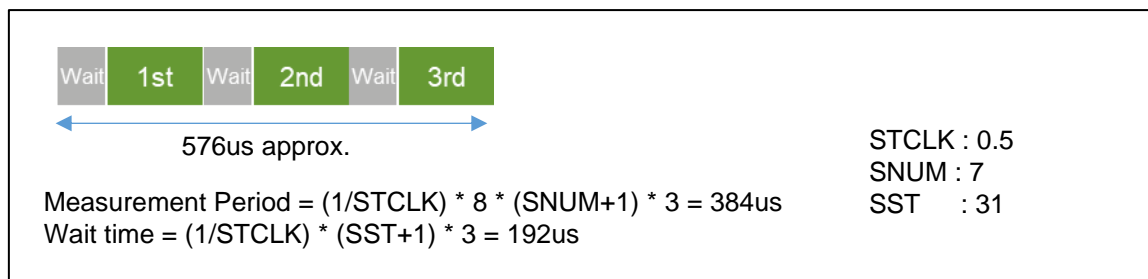 Wait 1st Wait 2nd Wait 3rd
576us approx.
STCLK : 0.5
SNUM : 7
SST : 31
Measurement Period = (1/STCLK) * 8 * (SNUM+1) * 3 = 384us
Wait time = (1/STCLK) * (SST+1) * 3 = 192us